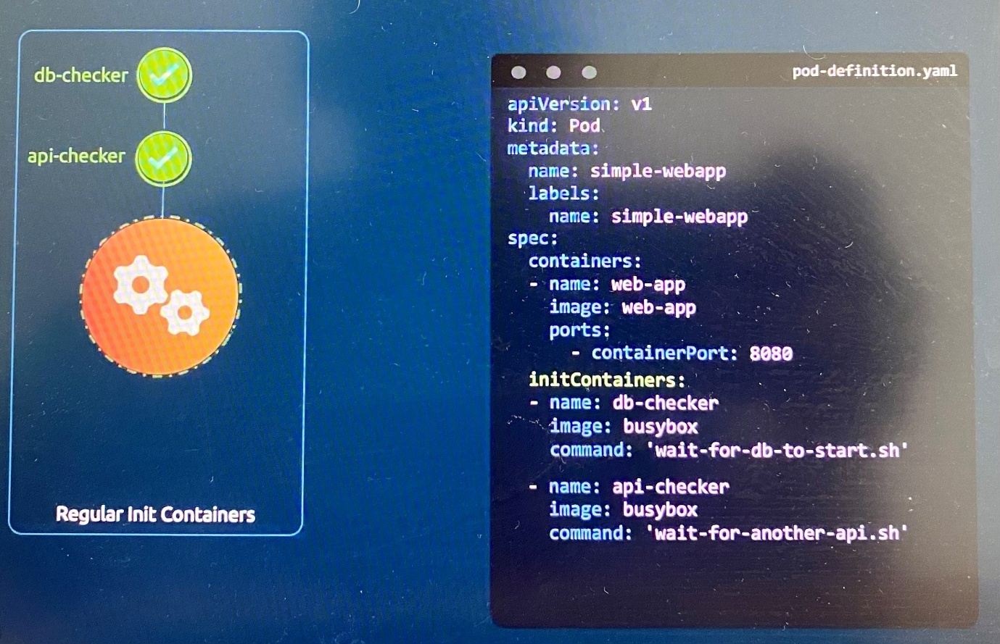 db-checker
api-checker
Regular Init Containers
pod-definition.yaml
apiVersion: v1
kind: Pod
metadata:
  name: simple-webapp
  labels:
    name: simple-webapp
spec:
  containers:
  - name: web-app
    image: web-app
    ports:
      - containerPort: 8080
  initContainers:
  - name: db-checker
    image: busybox
    command: 'wait-for-db-to-start.sh'
  - name: api-checker
    image: busybox
    command: 'wait-for-another-api.sh'